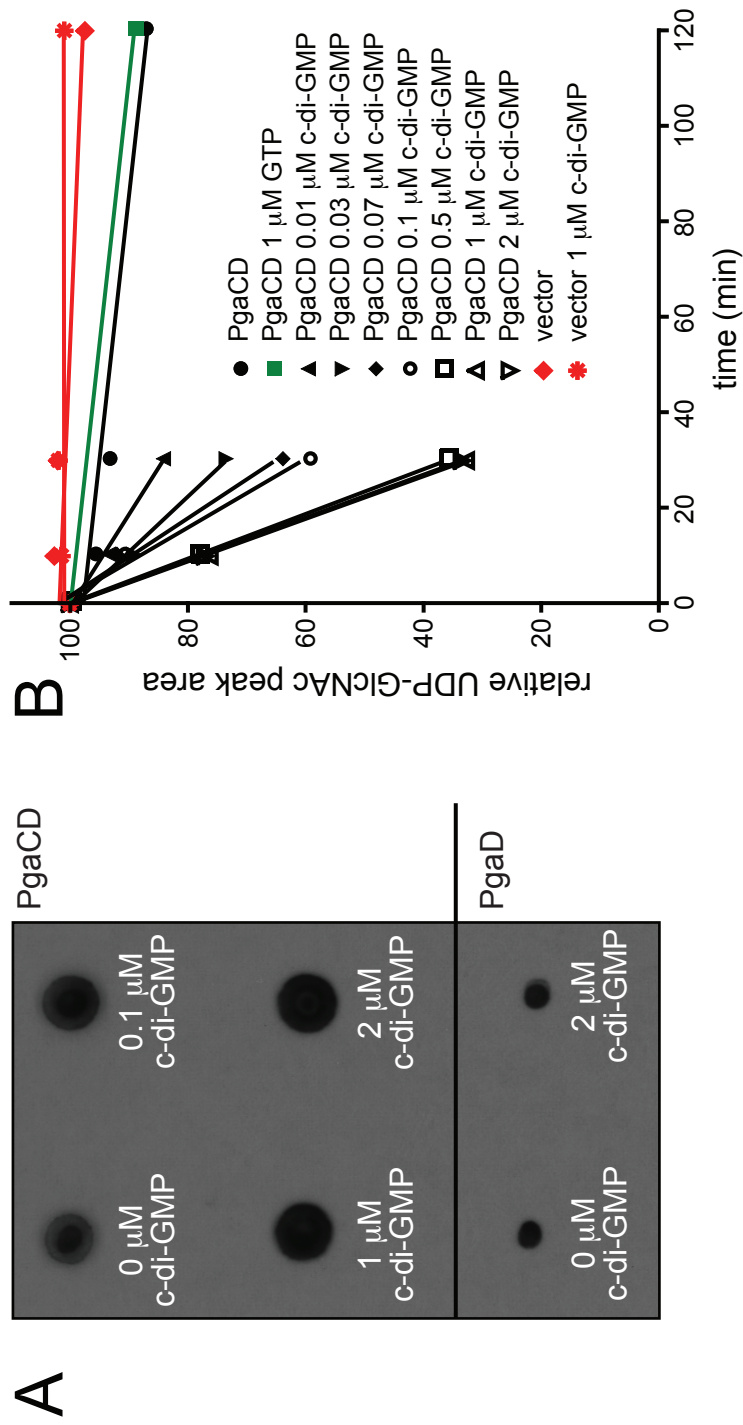 A
PgaCD
0 μM
c-di-GMP
0.1 μM
c-di-GMP
1 μM
c-di-GMP
2 μM
c-di-GMP
PgaD
0 μM
c-di-GMP
2 μM
c-di-GMP
B
relative UDP-GlcNAc peak area
100
80
60
40
20
0
PgaCD
PgaCD 1 μM GTP
PgaCD 0.01 μM c-di-GMP
PgaCD 0.03 μM c-di-GMP
PgaCD 0.07 μM c-di-GMP
PgaCD 0.1 μM c-di-GMP
PgaCD 0.5 μM c-di-GMP
PgaCD 1 μM c-di-GMP
PgaCD 2 μM c-di-GMP
vector
vector 1 μM c-di-GMP
0
20
40
60
80
100
120
time (min)